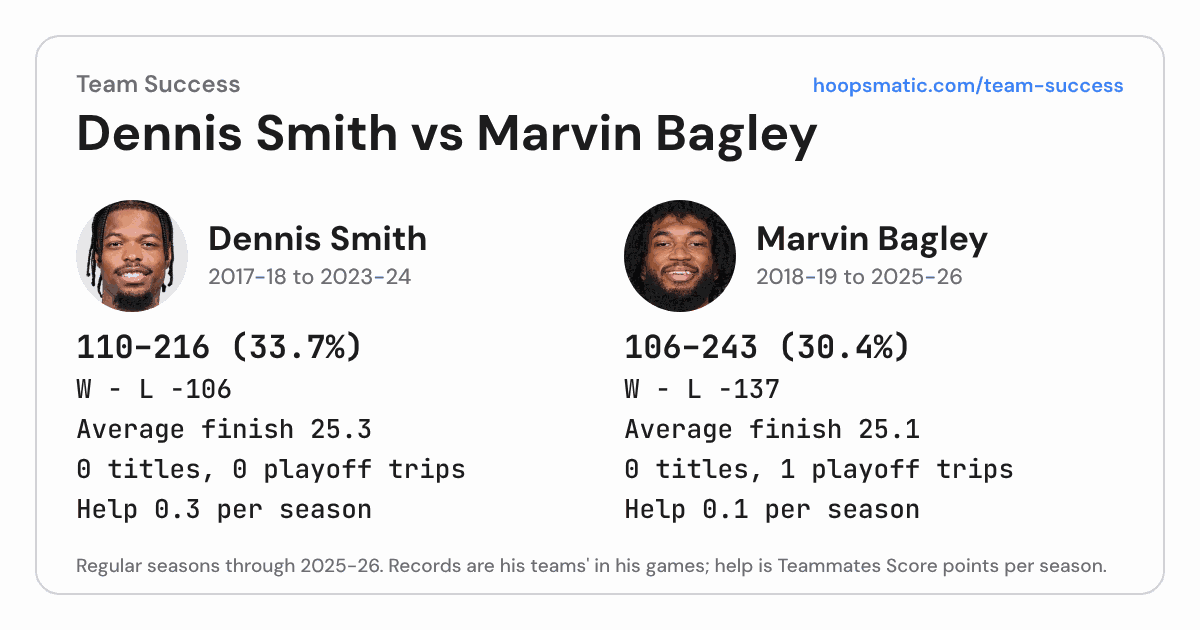 Team Success
hoopsmatic.com/team-success
Dennis Smith vs Marvin Bagley
Dennis Smith
2017-18 to 2023-24
110-216 (33.7%)
W - L -106
Average finish 25.3
0 titles, 0 playoff trips
Help 0.3 per season
Marvin Bagley
2018-19 to 2025-26
106-243 (30.4%)
W - L -137
Average finish 25.1
0 titles, 1 playoff trips
Help 0.1 per season
Regular seasons through 2025-26. Records are his teams' in his games; help is Teammates Score points per season.